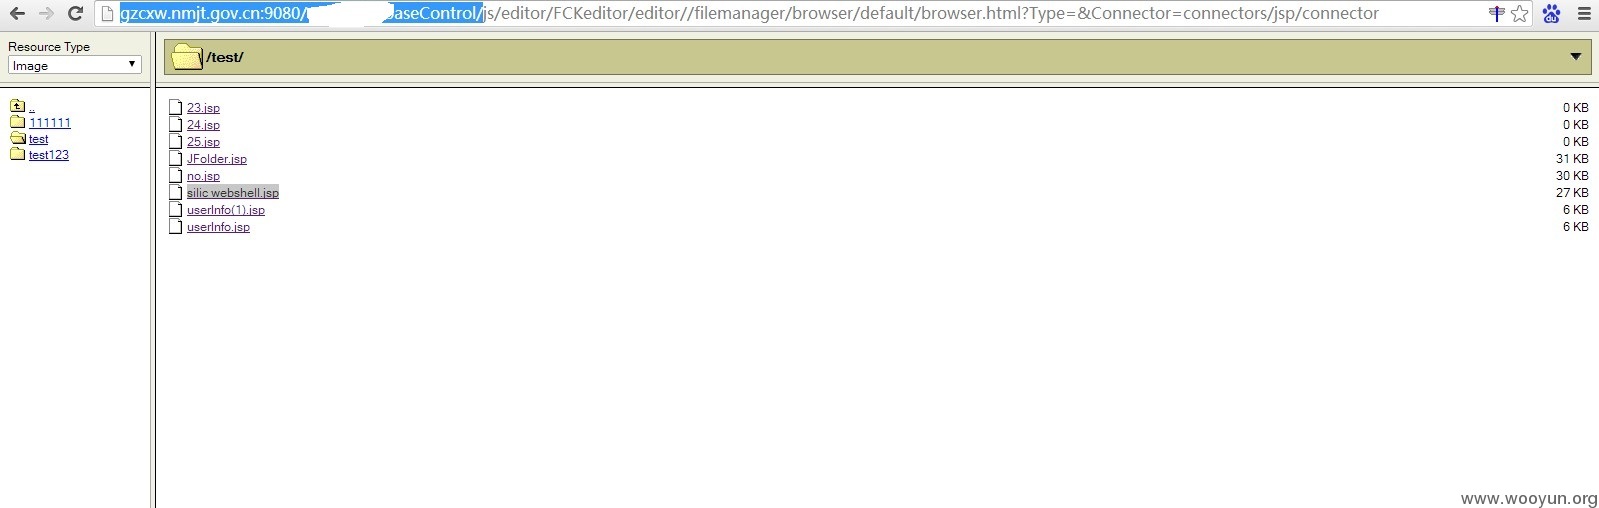 gzcxw.nmjt.gov.cn:9080/ baseControl/js/editor/FCKeditor/editor//filemanager/browser/default/browser.html?Type=&Connector=connectors/jsp/connector
Resource Type
Image
/test/
..
111111
test
test123
23.jsp 0 KB
24.jsp 0 KB
25.jsp 0 KB
JFolder.jsp 31 KB
no.jsp 30 KB
silic webshell.jsp 27 KB
userInfo(1).jsp 6 KB
userInfo.jsp 6 KB
www.wooyun.org